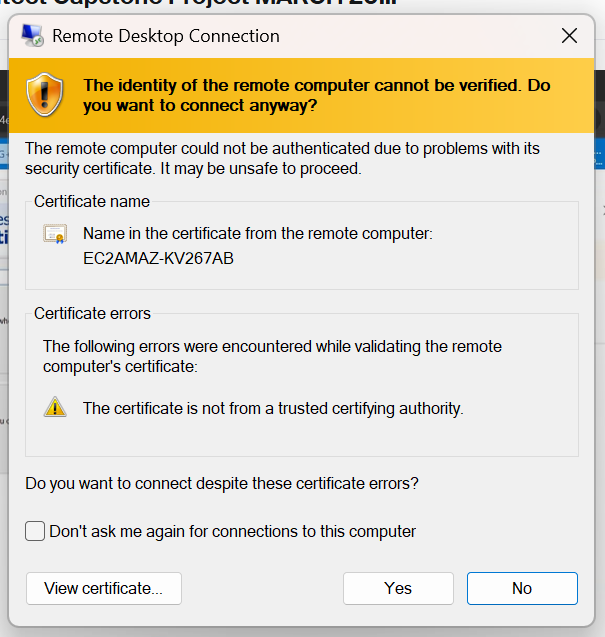 Capstone Project MARCH
Remote Desktop Connection
The identity of the remote computer cannot be verified. Do
you want to connect anyway?
The remote computer could not be authenticated due to problems with its
security certificate. It may be unsafe to proceed.
Certificate name
Name in the certificate from the remote computer:
EC2AMAZ-KV267AB
Certificate errors
The following errors were encountered while validating the remote
computer's certificate:
The certificate is not from a trusted certifying authority.
Do you want to connect despite these certificate errors?
Don't ask me again for connections to this computer
View certificate...
Yes
No